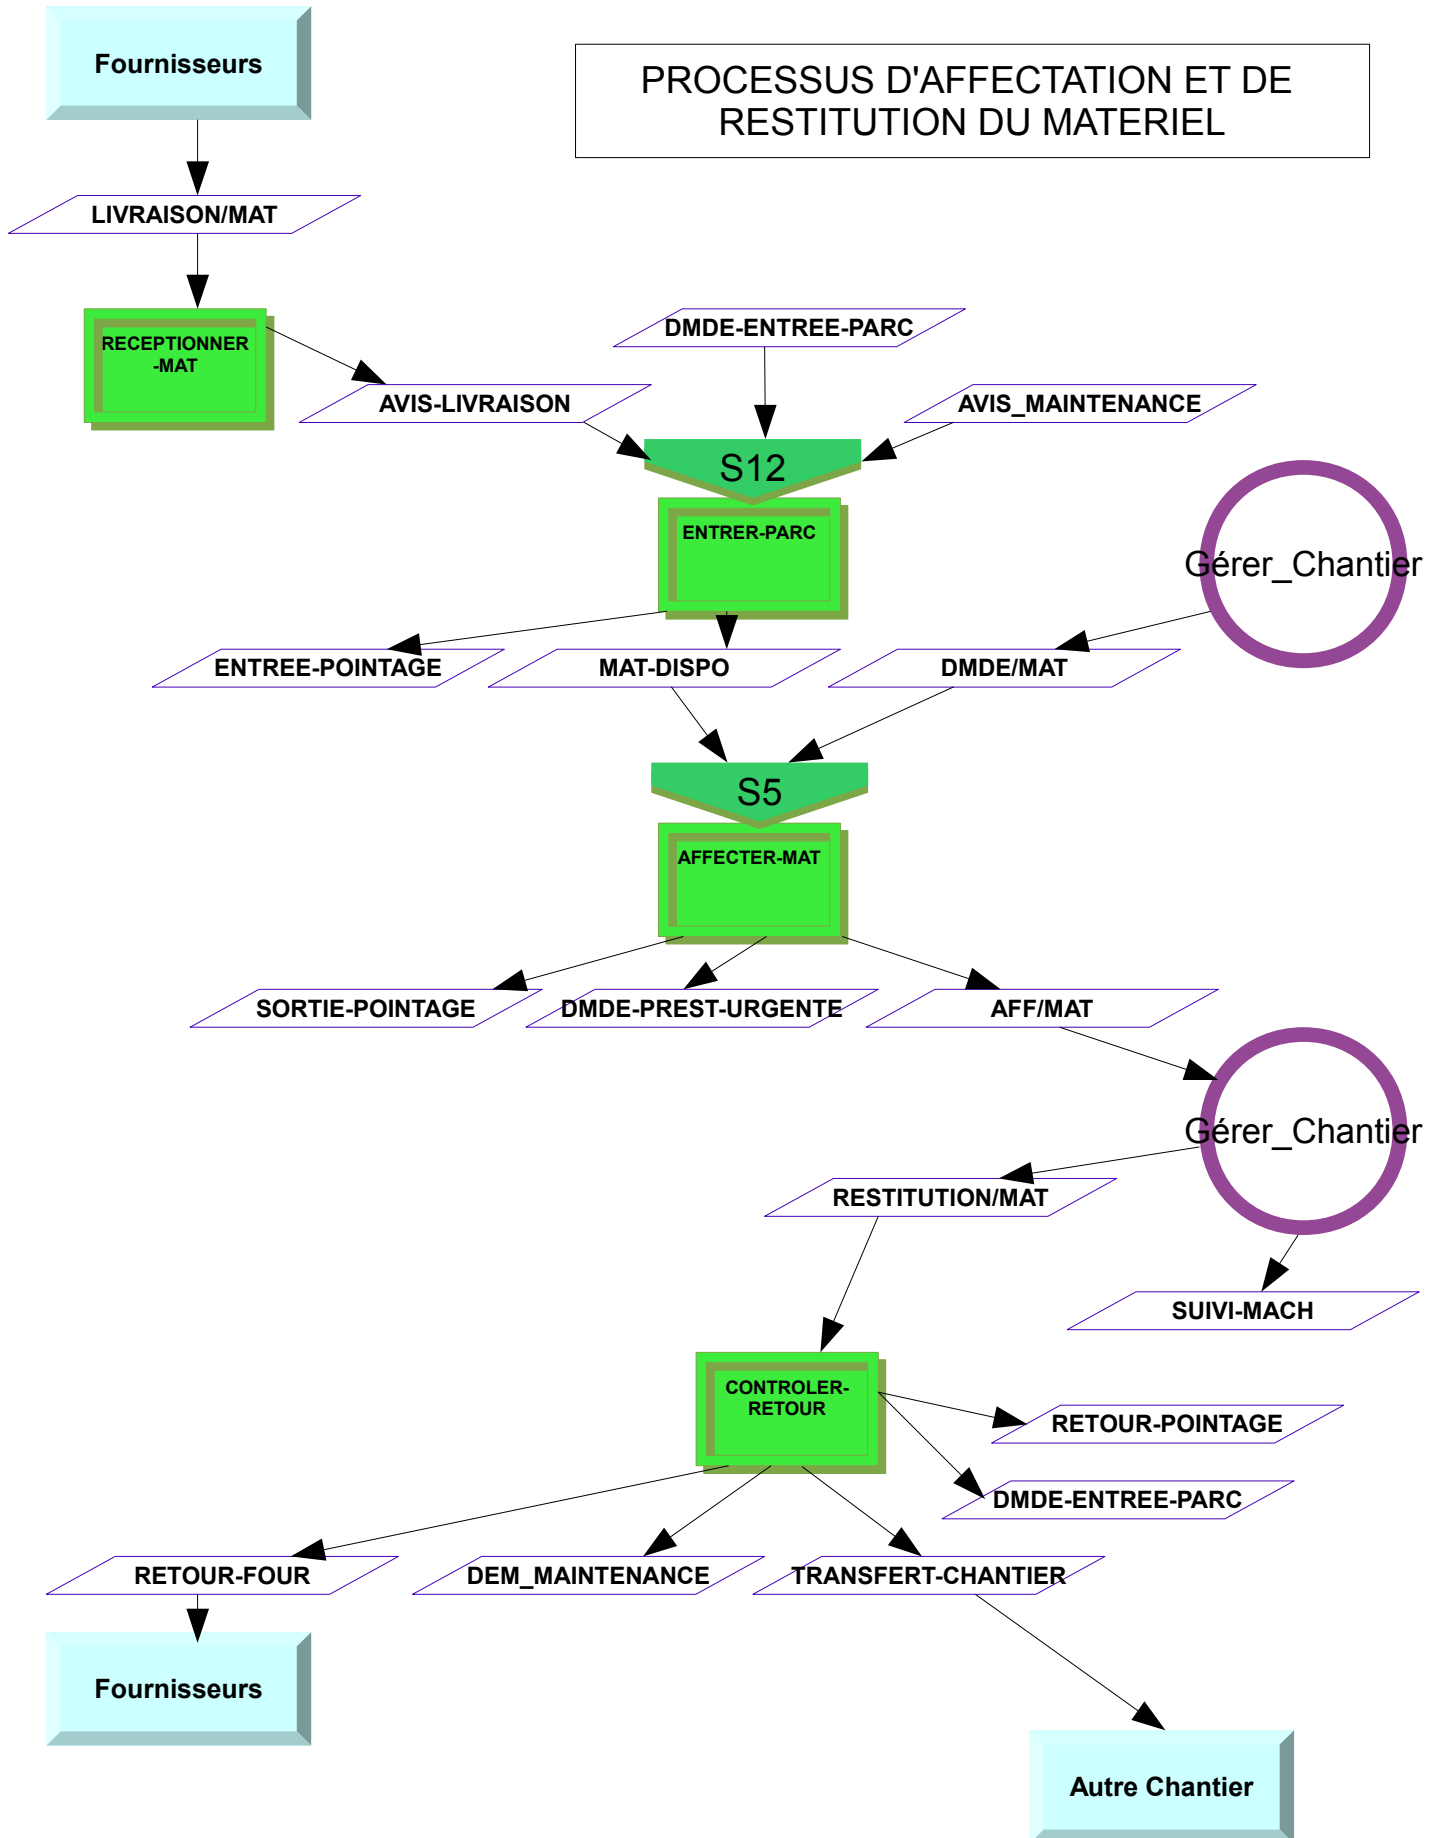 Fournisseurs
PROCESSUS D'AFFECTATION ET DE
RESTITUTION DU MATERIEL
LIVRAISON/MAT
RECEPTIONNER
-MAT
DMDE-ENTREE-PARC
AVIS-LIVRAISON
AVIS_MAINTENANCE
S12
ENTRER-PARC
Gérer_Chantier
ENTREE-POINTAGE
MAT-DISPO
DMDE/MAT
S5
AFFECTER-MAT
SORTIE-POINTAGE
DMDE-PREST-URGENTE
AFF/MAT
Gérer_Chantier
RESTITUTION/MAT
SUIVI-MACH
CONTROLER-
RETOUR
RETOUR-POINTAGE
DMDE-ENTREE-PARC
RETOUR-FOUR
DEM_MAINTENANCE
TRANSFERT-CHANTIER
Fournisseurs
Autre Chantier